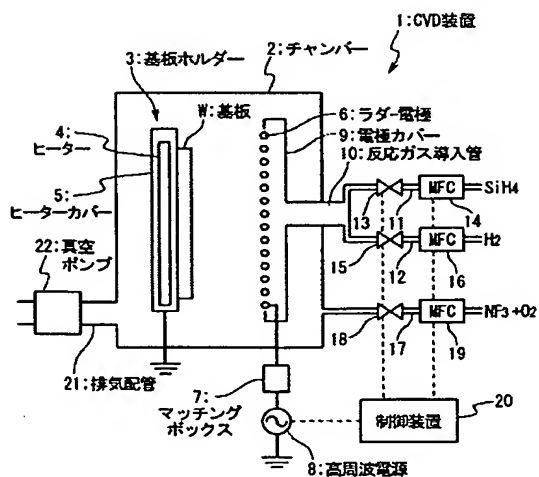 1:CVD装置
2:チャンバー
3:基板ホルダー
W:基板
4:
ヒーター
5:
ヒーターカバー
6:ラダー電極
9:電極カバー
10:反応ガス導入管
MFC
SiH4
13
11
14
MFC
H2
15
12
16
22:真空
ポンプ
MFC
NF3+O2
18
17
19
21:排気配管
7:
マッチング
ボックス
制御装置
20
8:高周波電源